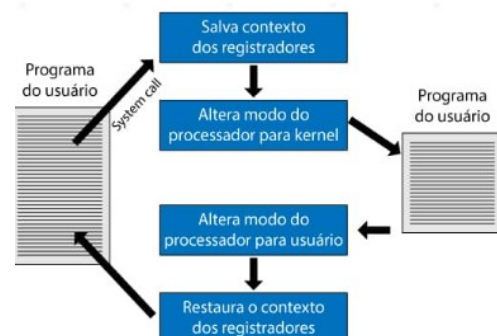 Salva contexto
dos registradores
Programa
do usuário
System call
Altera modo do
processador para kernel
Programa
do usuário
Altera modo do
processador para usuário
Restaura o contexto
dos registradores